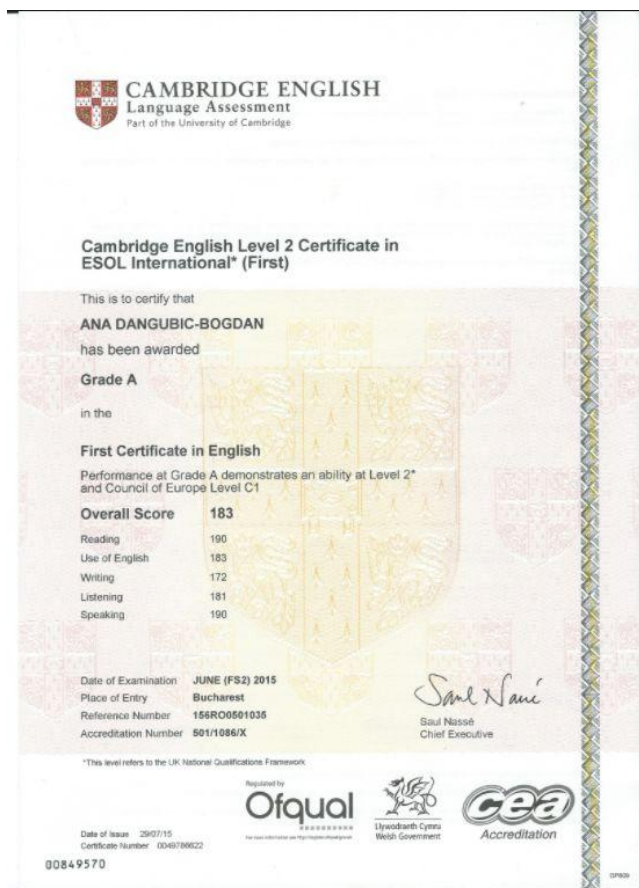 CAMBRIDGE ENGLISH
Language Assessment
Part of the University of Cambridge
Cambridge English Level 2 Certificate in
ESOL International* (First)
This is to certify that
ANA DANGUBIC-BOGDAN
has been awarded
Grade A
in the
First Certificate in English
Performance at Grade A demonstrates an ability at Level 2*
and Council of Europe Level C1
Overall Score 183
Reading 190
Use of English 183
Writing 172
Listening 181
Speaking 190
Date of Examination JUNE (FS2) 2015
Place of Entry Bucharest
Reference Number 156RO0501035
Accreditation Number 501/1086/X
Saul Nassé
Saul Nassé
Chief Executive
*This level refers to the UK National Qualifications Framework
Regulated by
Ofqual
Llywodraeth Cymru
Welsh Government
cea
Accreditation
Date of Issue 29/07/15
Certificate Number 0049786622
00849570